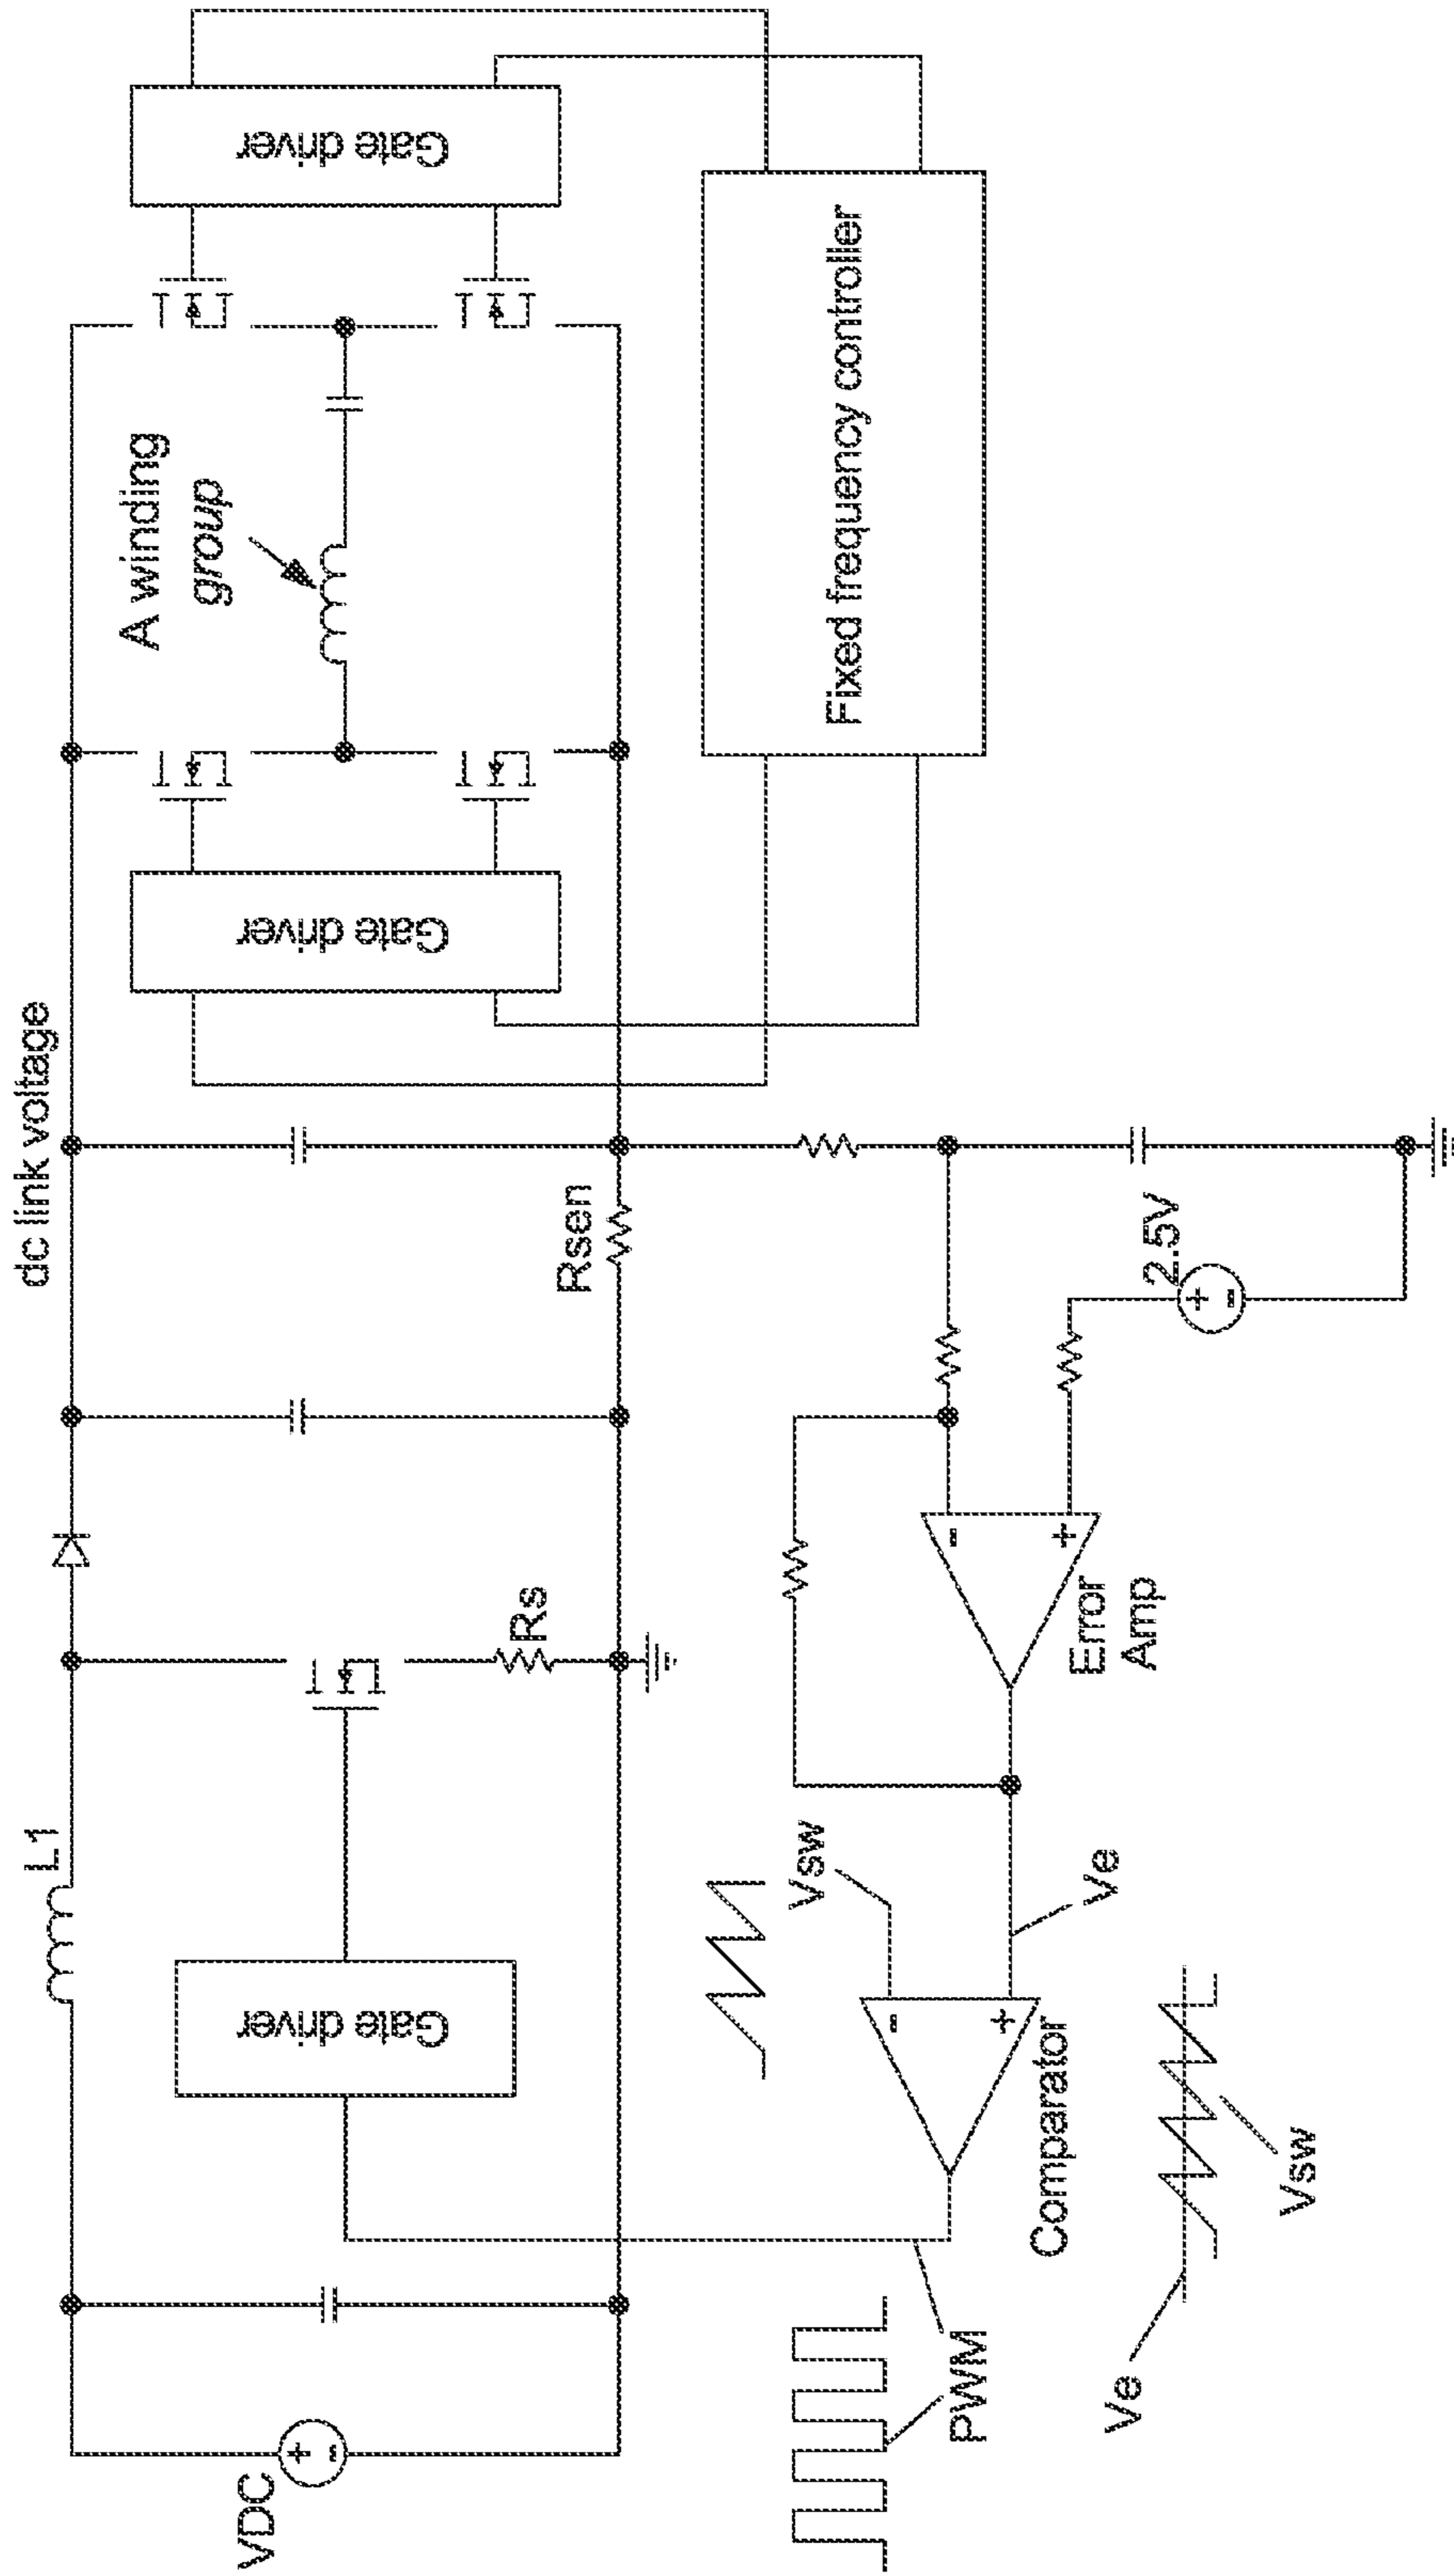 dc link voltage
L1
A winding
group
Gate driver
Gate driver
Gate driver
VDC
+
-
Rs
Rsen
Fixed frequency controller
PWM
Vsw
-
+
Comparator
Ve
-
+
Error
Amp
2.5V
+
-
Ve
Vsw